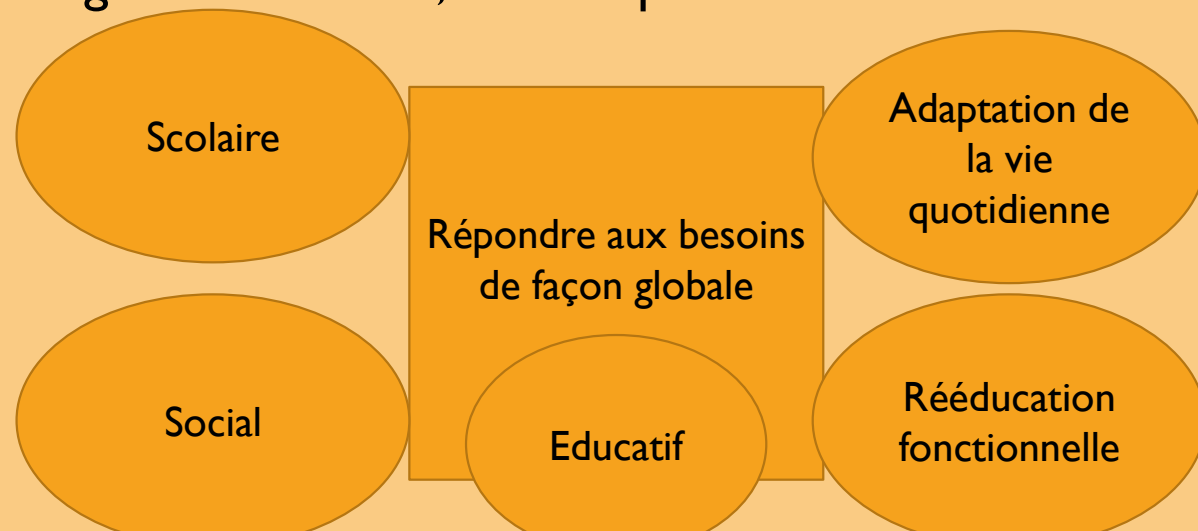 Scolaire
Répondre aux besoins
de façon globale
Adaptation de
la vie
quotidienne
Social
Educatif
Rééducation
fonctionnelle